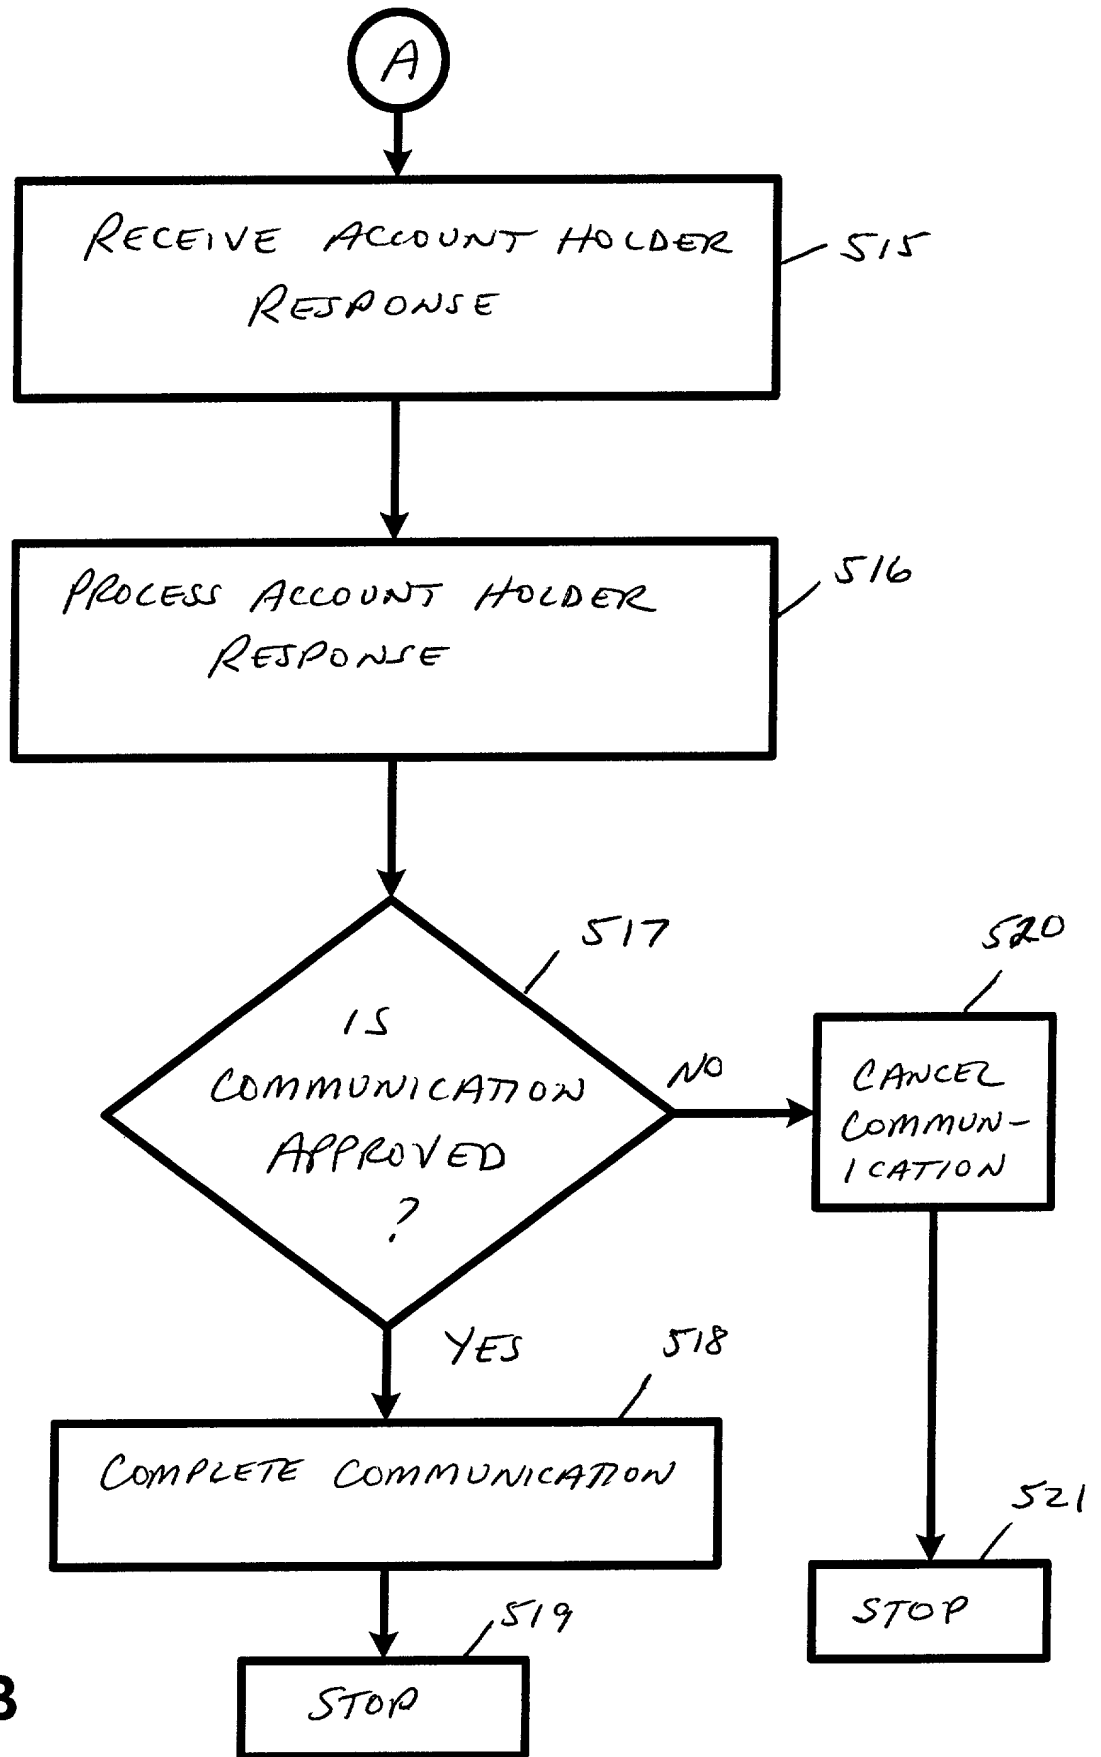 A
RECEIVE ACCOUNT HOLDER
RESPONSE
515
PROCESS ACCOUNT HOLDER
RESPONSE
516
517
IS
COMMUNICATION
APPROVED
?
NO
520
CANCEL
COMMUN-
ICATION
YES
518
COMPLETE COMMUNICATION
521
STOP
519
STOP